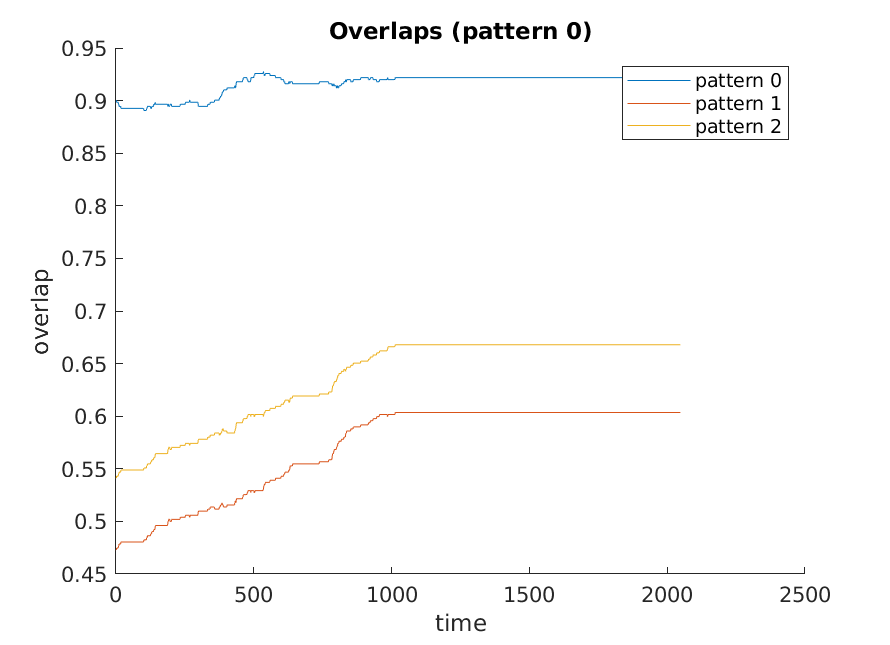 Overlaps (pattern 0)
0.95
0.9
0.85
0.8
0.75
0.7
0.65
0.6
0.55
0.5
0.45
overlap
pattern 0
pattern 1
pattern 2
0 500 1000 1500 2000 2500
time